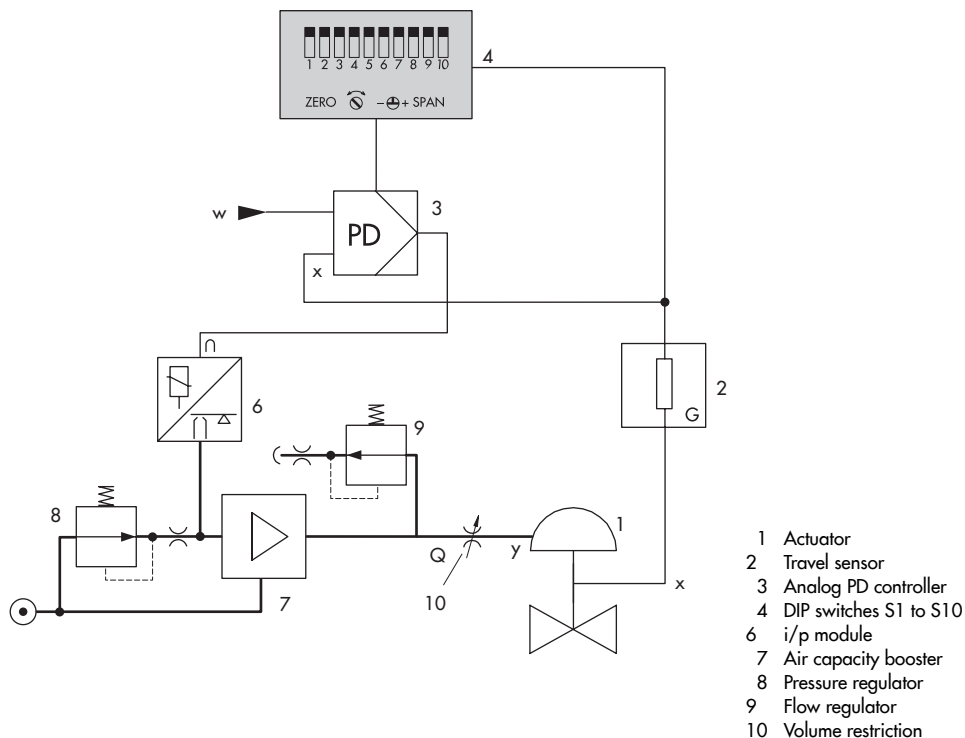 1 2 3 4 5 6 7 8 9 10
4
ZERO - + SPAN
w
PD
3
x
6
9
2
G
8
7
Q
10
y
1
x
1 Actuator
2 Travel sensor
3 Analog PD controller
4 DIP switches S1 to S10
6 i/p module
7 Air capacity booster
8 Pressure regulator
9 Flow regulator
10 Volume restriction